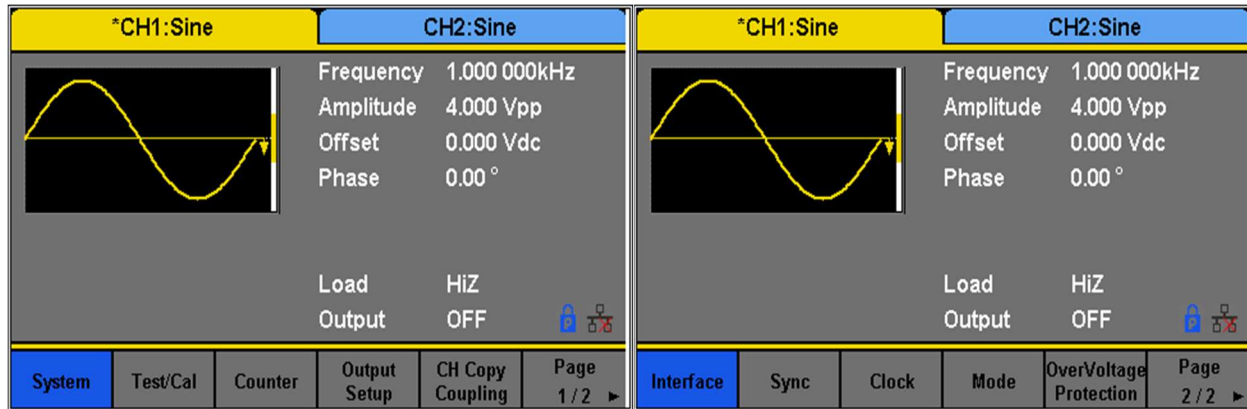 *CH1:Sine CH2:Sine
Frequency 1.000 000kHz
Amplitude 4.000 Vpp
Offset 0.000 Vdc
Phase 0.00 °
Load HiZ
Output OFF
P
System Test/Cal Counter Output Setup CH Copy Coupling Page 1/2 ►
*CH1:Sine CH2:Sine
Frequency 1.000 000kHz
Amplitude 4.000 Vpp
Offset 0.000 Vdc
Phase 0.00 °
Load HiZ
Output OFF
P
Interface Sync Clock Mode OverVoltage Protection Page 2/2 ►